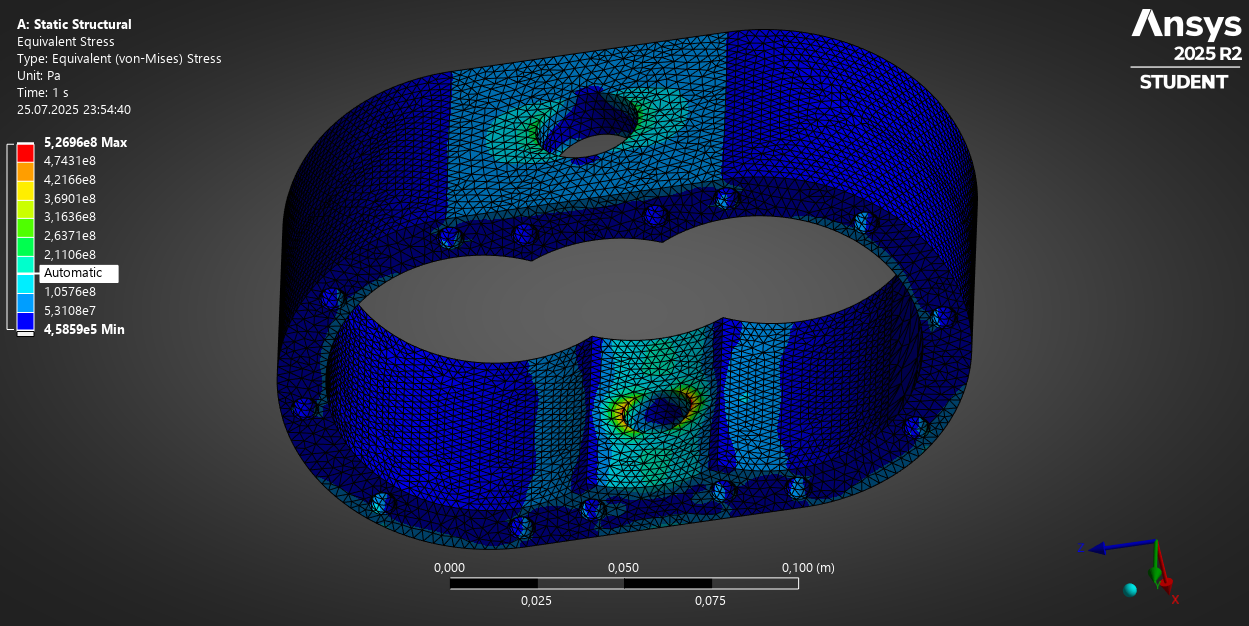 A: Static Structural
Equivalent Stress
Type: Equivalent (von-Mises) Stress
Unit: Pa
Time: 1 s
25.07.2025 23:54:40
5,2696e8 Max
4,7431e8
4,2166e8
3,6901e8
3,1636e8
2,6371e8
2,1106e8
Automatic
1,0576e8
5,3108e7
4,5859e5 Min
Ansys
2025 R2
STUDENT
0,000 0,050 0,100 (m)
0,025 0,075
Z
X